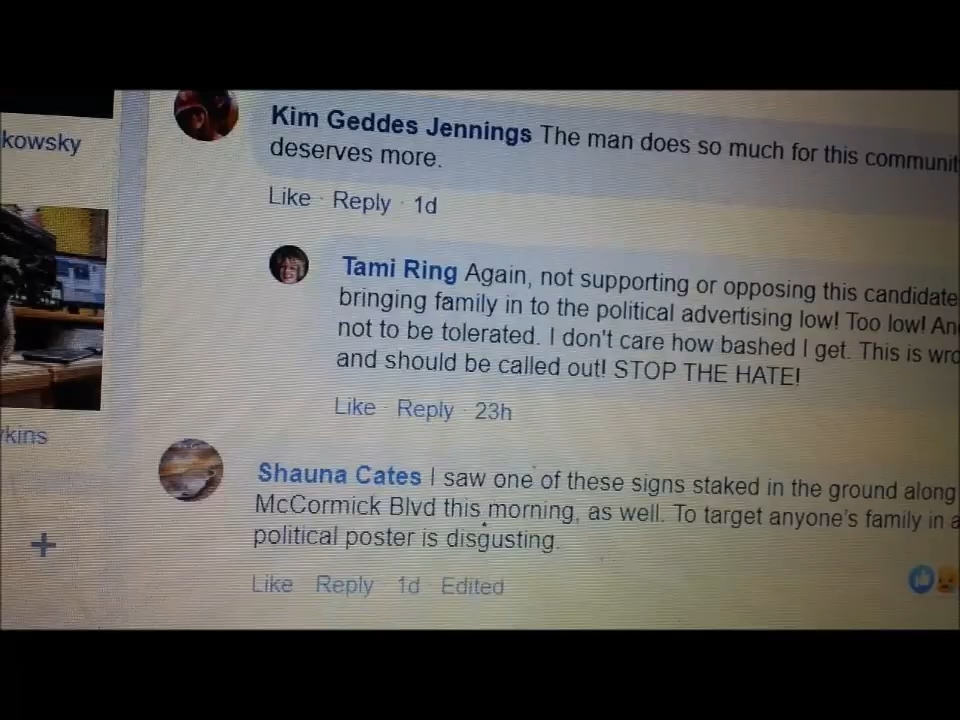 kowsky
Kim Geddes Jennings The man does so much for this communit
deserves more.
Like · Reply · 1d
Tami Ring Again, not supporting or opposing this candidate
bringing family in to the political advertising low! Too low! An
not to be tolerated. I don't care how bashed I get. This is wro
and should be called out! STOP THE HATE!
Like · Reply · 23h
kins
Shauna Cates I saw one of these signs staked in the ground along
McCormick Blvd this morning, as well. To target anyone's family in a
political poster is disgusting.
Like Reply 1d Edited